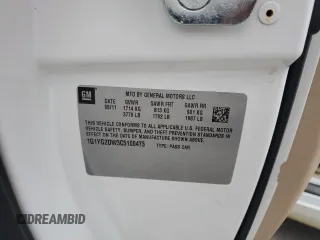 GM
MFD BY GENERAL MOTORS LLC
DATE GVWR GAWR FRT GAWR RR
08/11 1714 KG 813 KG 901 KG
3779 LB 1792 LB 1987 LB
THIS VEHICLE CONFORMS TO ALL APPLICABLE U.S. FEDERAL MOTOR
VEHICLE SAFETY, BUMPER, AND THEFT PREVENTION STANDARDS IN
EFFECT ON THE DATE OF MANUFACTURE SHOWN ABOVE.
1G1YG2DW3C5100473 TYPE: PASS CAR
DREAMBID